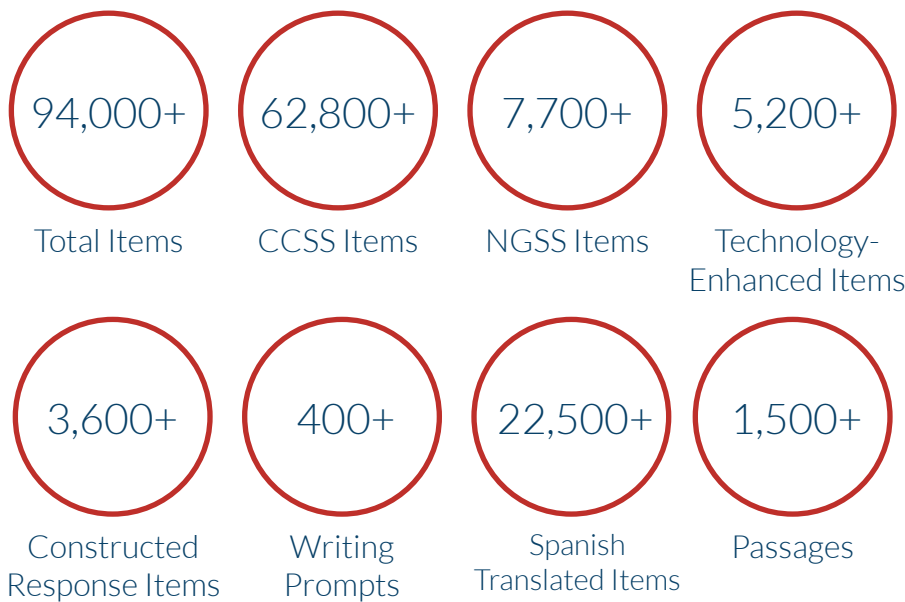 94,000+
62,800+
7,700+
5,200+
Total Items
CCSS Items
NGSS Items
Technology-
Enhanced Items
3,600+
400+
22,500+
1,500+
Constructed
Response Items
Writing
Prompts
Spanish
Translated Items
Passages